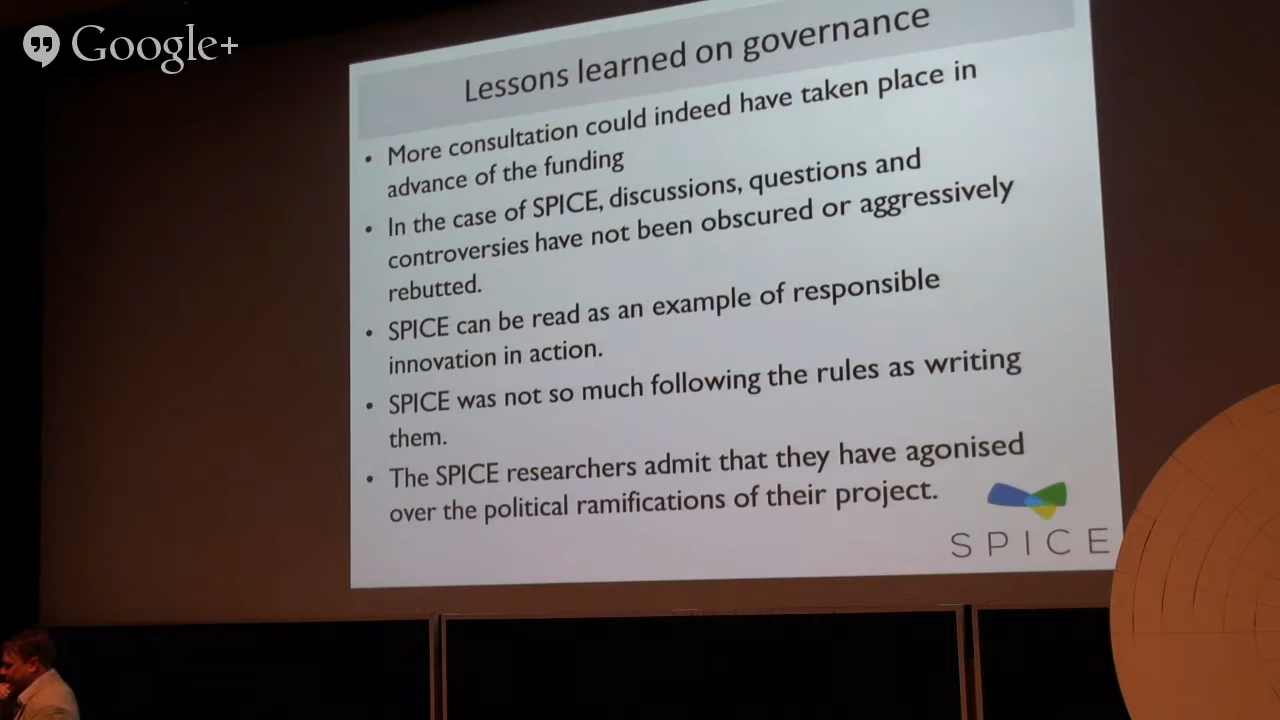 Google+
Lessons learned on governance
• More consultation could indeed have taken place in
advance of the funding
• In the case of SPICE, discussions, questions and
controversies have not been obscured or aggressively
rebutted.
• SPICE can be read as an example of responsible
innovation in action.
• SPICE was not so much following the rules as writing
them.
• The SPICE researchers admit that they have agonised
over the political ramifications of their project.
SPICE